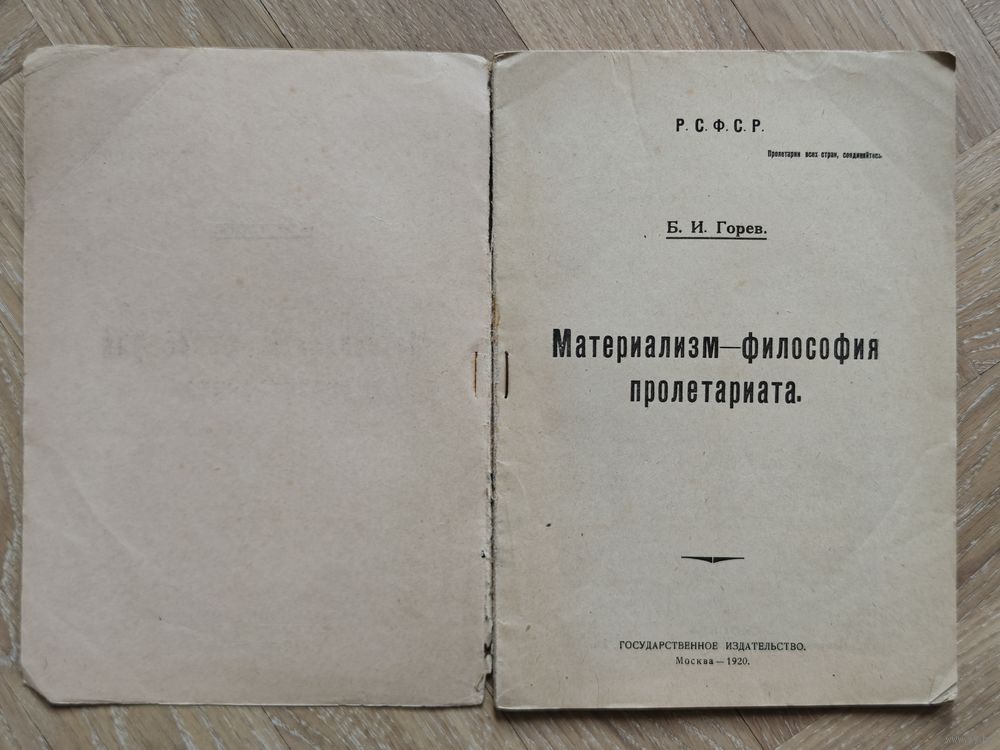 Р. С. Ф. С. Р.
Пролетарии всех стран, соединяйтесь
Б. И. Горев.
Материализм—философия
пролетариата.
ГОСУДАРСТВЕННОЕ ИЗДАТЕЛЬСТВО.
Москва—1920.